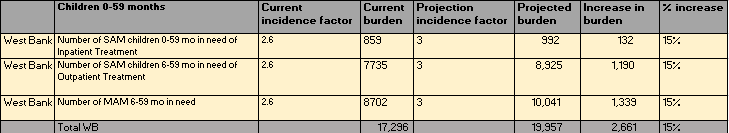 Children 0-59 months Current incidence factor Current burden Projection incidence factor Projected burden Increase in burden % increase
West Bank Number of SAM children 0-59 mo in need of Inpatient Treatment 2.6 859 3 992 132 15%
West Bank Number of SAM children 6-59 mo in need of Outpatient Treatment 2.6 7735 3 8,925 1,190 15%
West Bank Number of MAM 6-59 mo in need 2.6 8702 3 10,041 1,339 15%
Total WB 17,296 19,957 2,661 15%